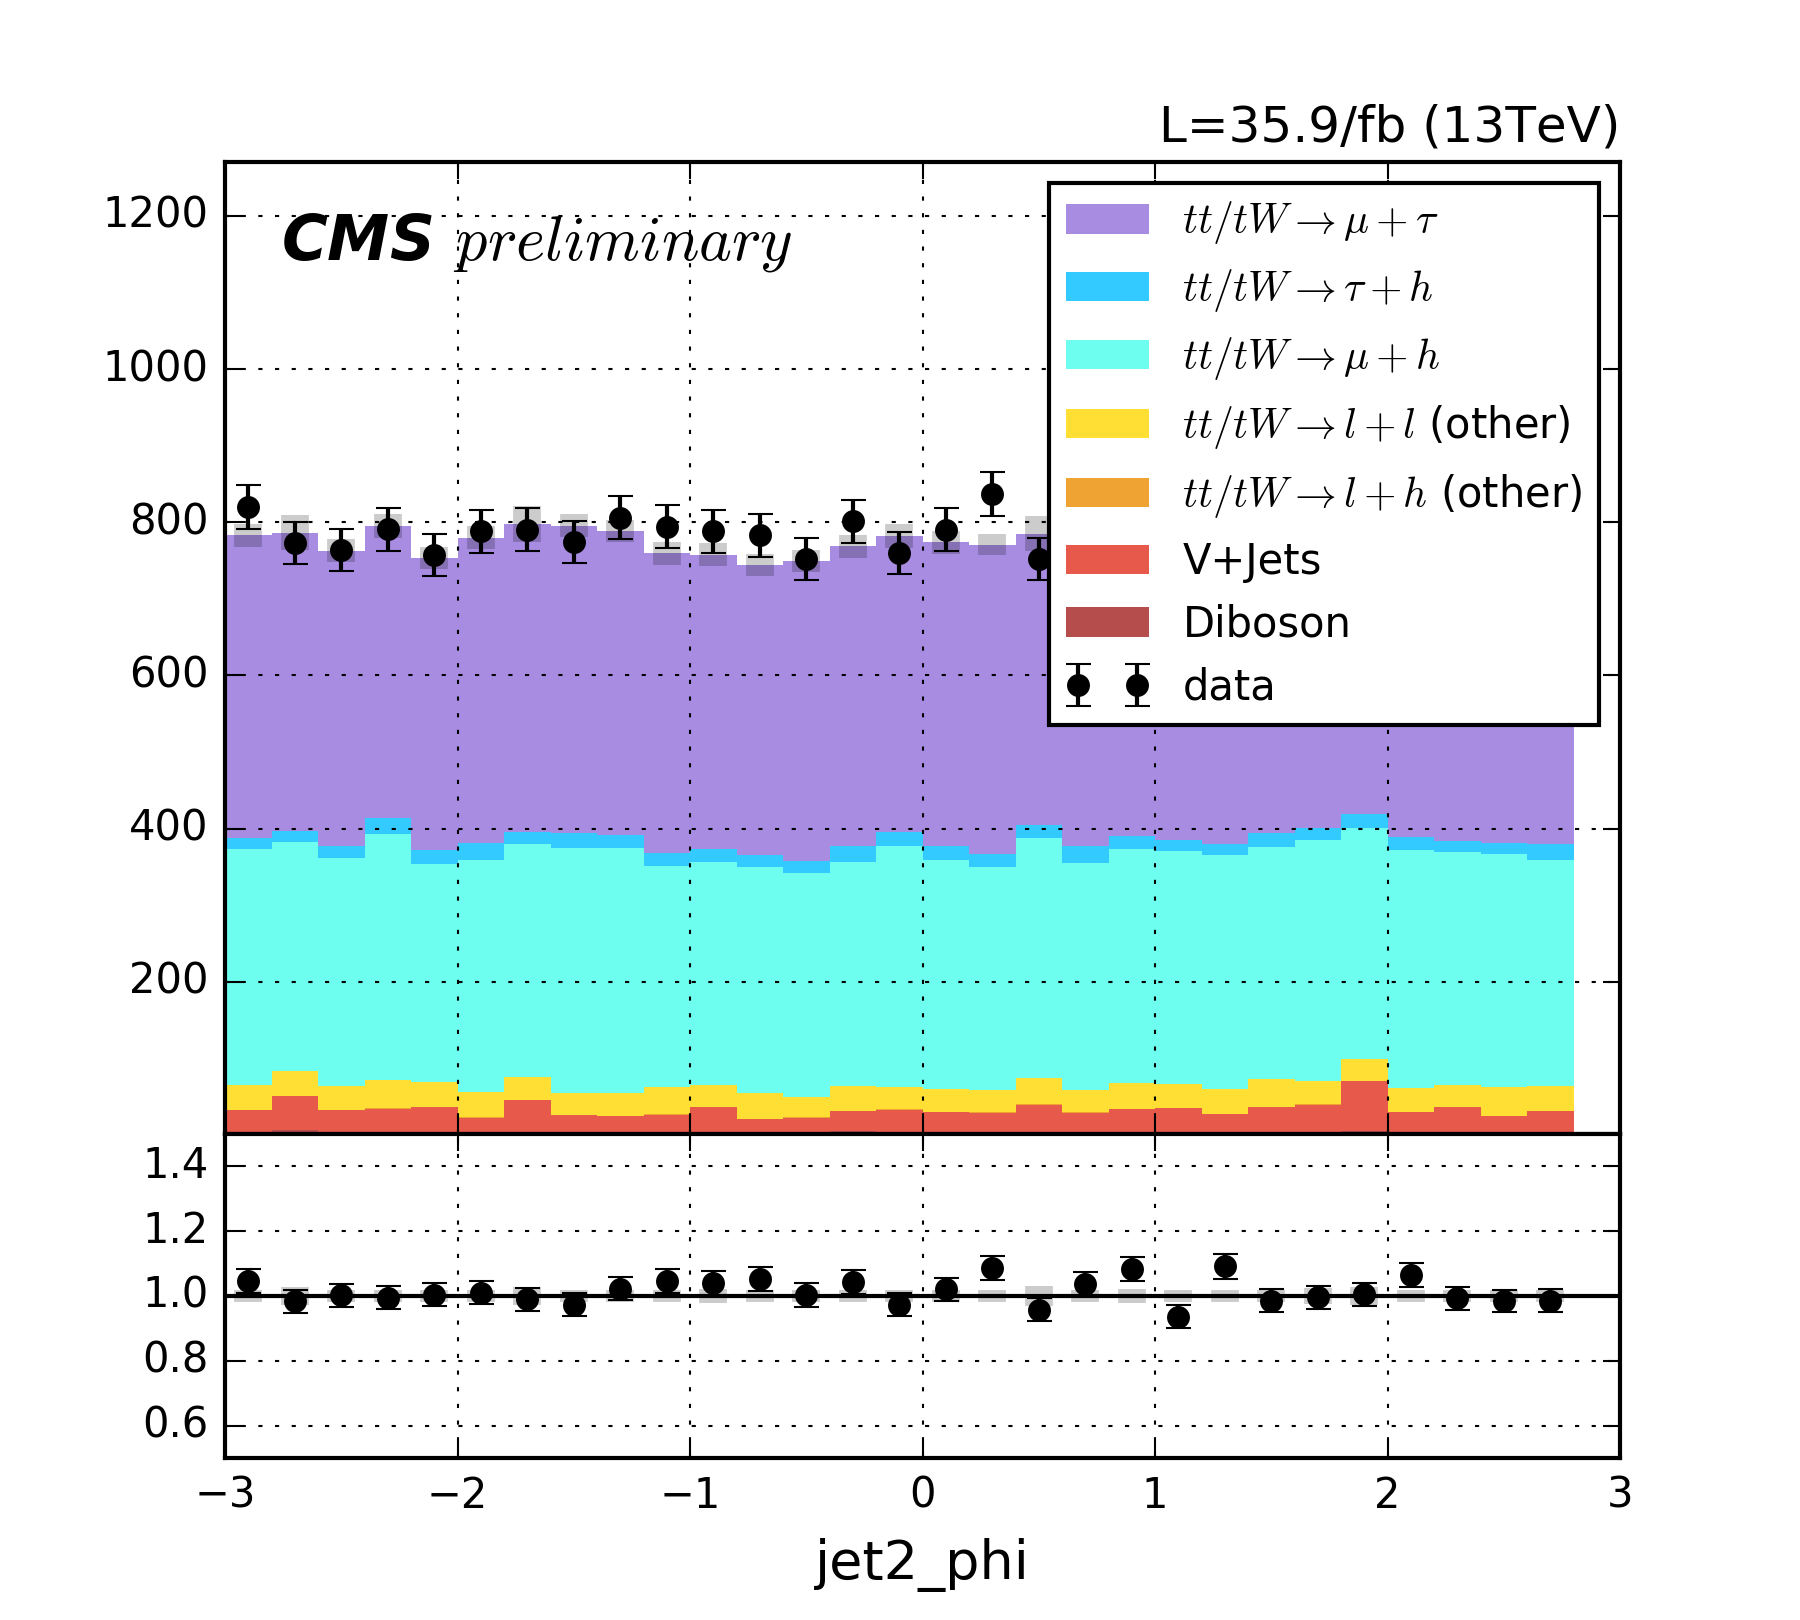 L=35.9/fb (13TeV)
CMS preliminary
1200
1000
800
600
400
200
tt/tW→μ+τ
tt/tW→τ+h
tt/tW→μ+h
tt/tW→l+l (other)
tt/tW→l+h (other)
V+Jets
Diboson
data
1.4
1.2
1.0
0.8
0.6
−3 −2 −1 0 1 2 3
jet2_phi